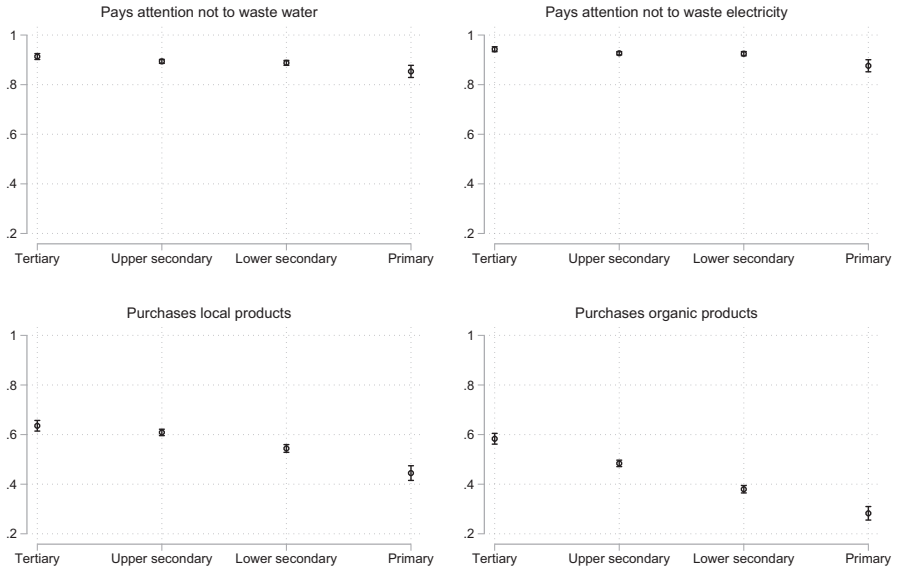 Pays attention not to waste water
1
.8
.6
.4
.2
Tertiary Upper secondary Lower secondary Primary
Pays attention not to waste electricity
1
.8
.6
.4
.2
Tertiary Upper secondary Lower secondary Primary
Purchases local products
1
.8
.6
.4
.2
Tertiary Upper secondary Lower secondary Primary
Purchases organic products
1
.8
.6
.4
.2
Tertiary Upper secondary Lower secondary Primary